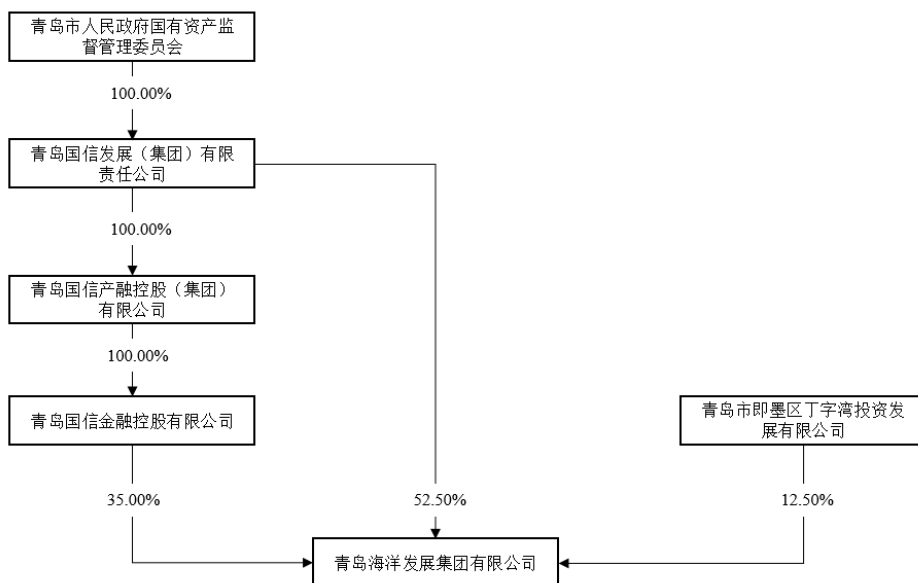 青岛市人民政府国有资产监
督管理委员会
100.00%
青岛国信发展（集团）有限
责任公司
100.00%
青岛国信产融控股（集团）
有限公司
100.00%
青岛国信金融控股有限公司
青岛市即墨区丁字湾投资发
展有限公司
35.00%
52.50%
12.50%
青岛海洋发展集团有限公司